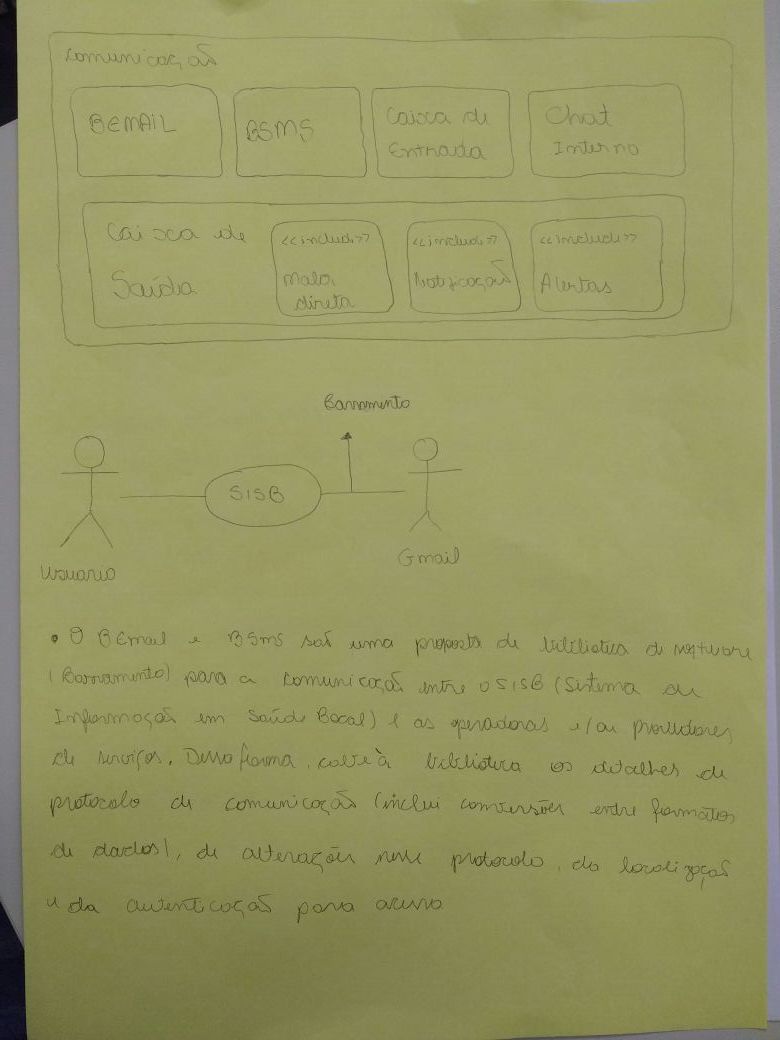 Comunicação
BEMAIL
BSMS
Caixa de
Entrada
Chat
Interno
Caixa de
Saída
<<include>>
Mala
direta
<<include>>
Notificação
<<include>>
Alertas
Barramento
SISB
Usuario
Gmail
• O BEmail e BSms são uma proposta de biblioteca de software
(Barramento) para a comunicação entre o SISB (Sistema de
Informação em Saúde Bocal) e as operadoras e/ou provedores
de serviços. Dessa forma, cabe à biblioteca os detalhes de
protocolo de comunicação (inclui conversões entre formatos
de dados), de alterações nesse protocolo, da localização
e da autenticação para acesso